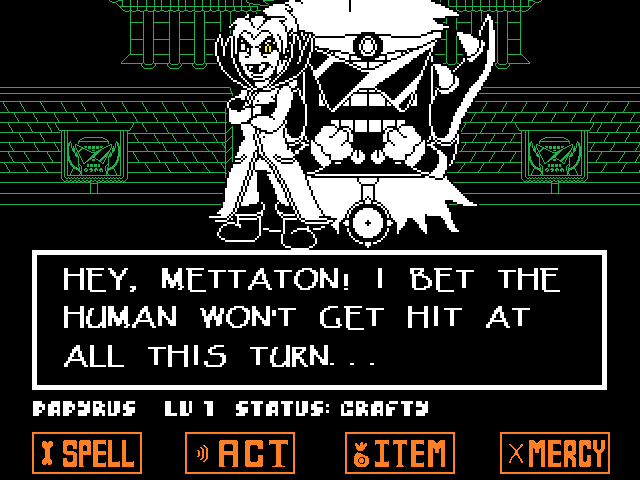 HEY, METTATON! I BET THE
HUMAN WON'T GET HIT AT
ALL THIS TURN...
PAPYRUS LV 1 STATUS: CRAFTY
SPELL ACT ITEM MERCY